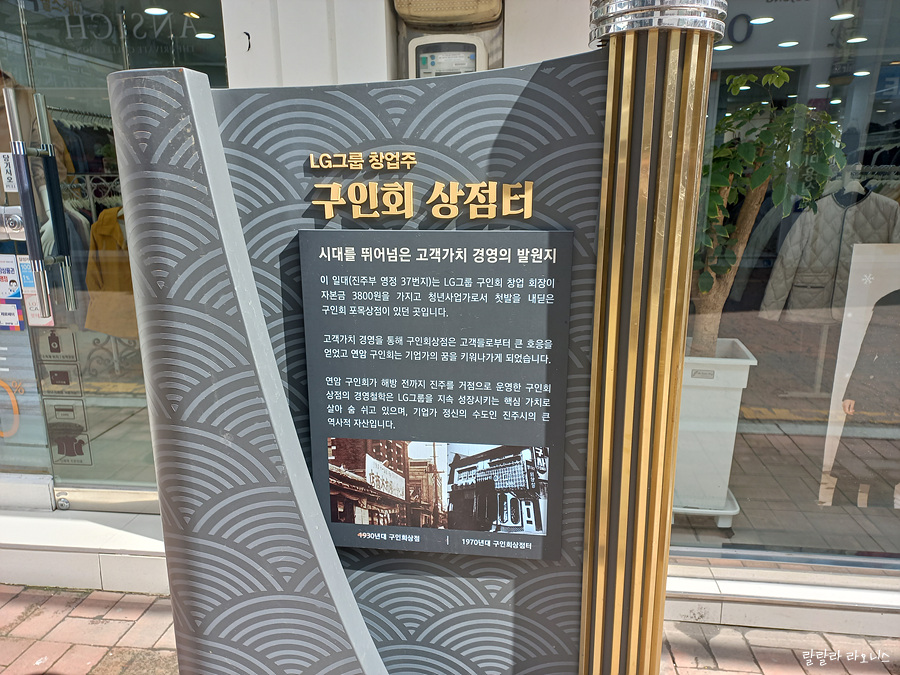 ANSICH
LG그룹 창업주
구인회 상점터
시대를 뛰어넘은 고객가치 경영의 발원지
이 일대(진주부 영정 37번지)는 LG그룹 구인회 창업 회장이
자본금 3800원을 가지고 청년사업가로서 첫발을 내딛은
구인회 포목상점이 있던 곳입니다.
고객가치 경영을 통해 구인회상점은 고객들로부터 큰 호응을
얻었고 연암 구인회는 기업가의 꿈을 키워나가게 되었습니다.
연암 구인회가 해방 전까지 진주를 거점으로 운영한 구인회
상점의 경영철학은 LG그룹을 지속 성장시키는 핵심 가치로
살아 숨 쉬고 있으며, 기업가 정신의 수도인 진주시의 큰
역사적 자산입니다.
1930년대 구인회상점
1970년대 구인회상점터
당기시오
랄랄라 라오니스